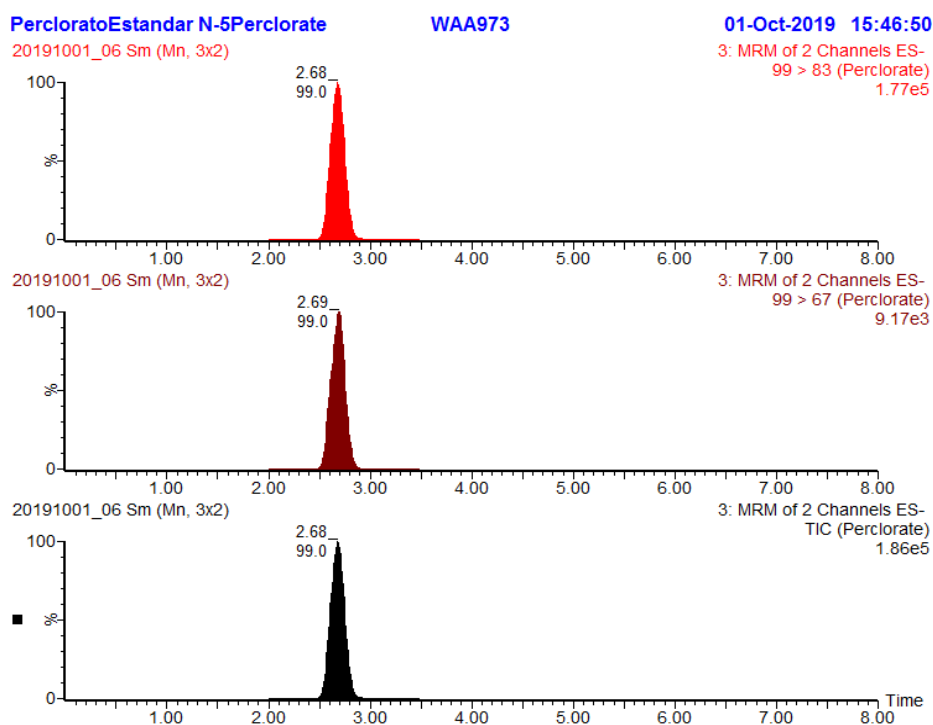 PercloratoEstandar N-5Perclorate WAA973 01-Oct-2019 15:46:50
20191001_06 Sm (Mn, 3x2) 3: MRM of 2 Channels ES-
99 > 83 (Perclorate)
1.77e5
2.68
99.0
100
%
0
1.00 2.00 3.00 4.00 5.00 6.00 7.00 8.00
20191001_06 Sm (Mn, 3x2) 3: MRM of 2 Channels ES-
99 > 67 (Perclorate)
9.17e3
2.69
99.0
100
%
0
1.00 2.00 3.00 4.00 5.00 6.00 7.00 8.00
20191001_06 Sm (Mn, 3x2) 3: MRM of 2 Channels ES-
TIC (Perclorate)
1.86e5
2.68
99.0
100
%
0
Time
1.00 2.00 3.00 4.00 5.00 6.00 7.00 8.00